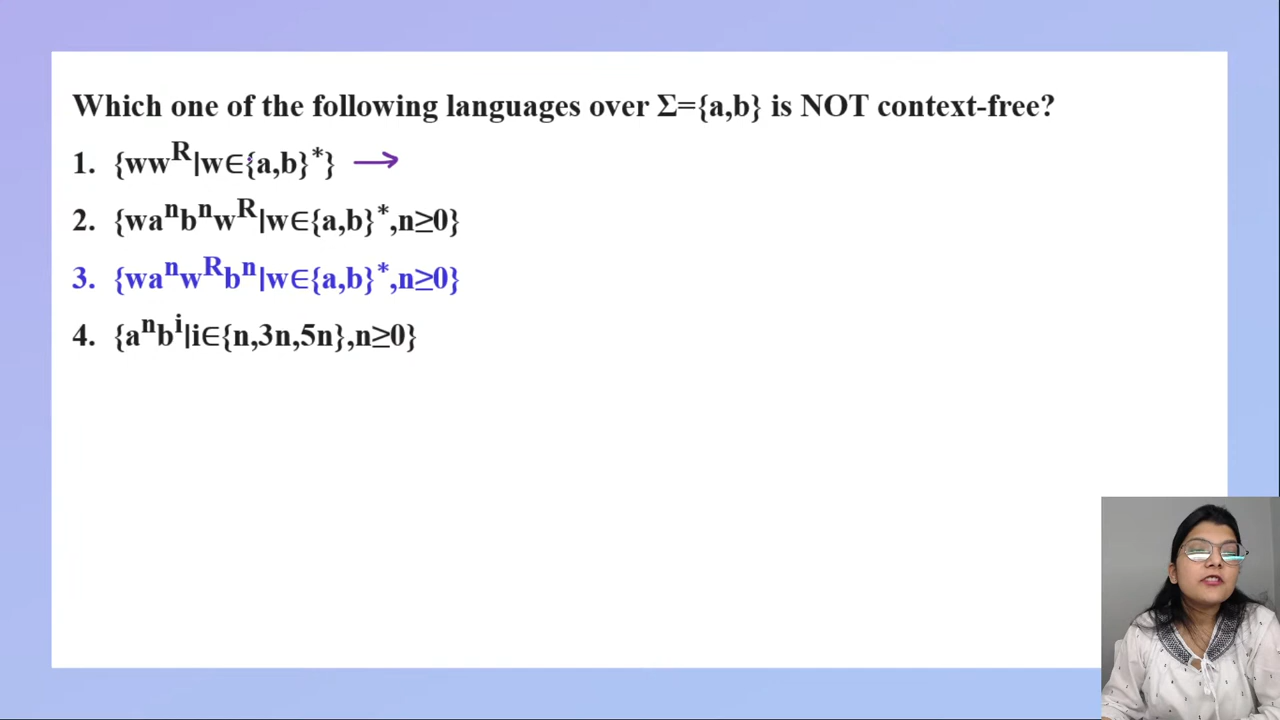 Which one of the following languages over Σ={a,b} is NOT context-free?
1. {ww^R|w∈{a,b}^*} →
2. {wa^nb^nw^R|w∈{a,b}^*,n≥0}
3. {wa^nw^Rb^n|w∈{a,b}^*,n≥0}
4. {a^nb^i|i∈{n,3n,5n},n≥0}